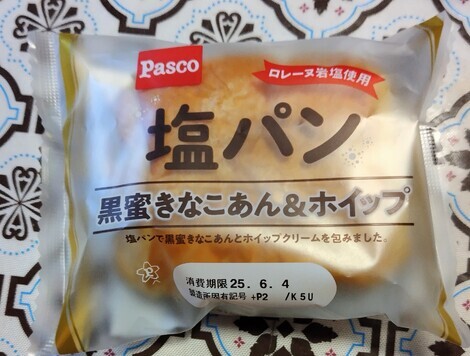 Pasco
ロレーヌ岩塩使用
塩パン
黒蜜きなこあん&ホイップ
塩パンで黒蜜きなこあんとホイップクリームを包みました。
消費期限 25. 6. 4
製造所固有記号 +P2 /K5U